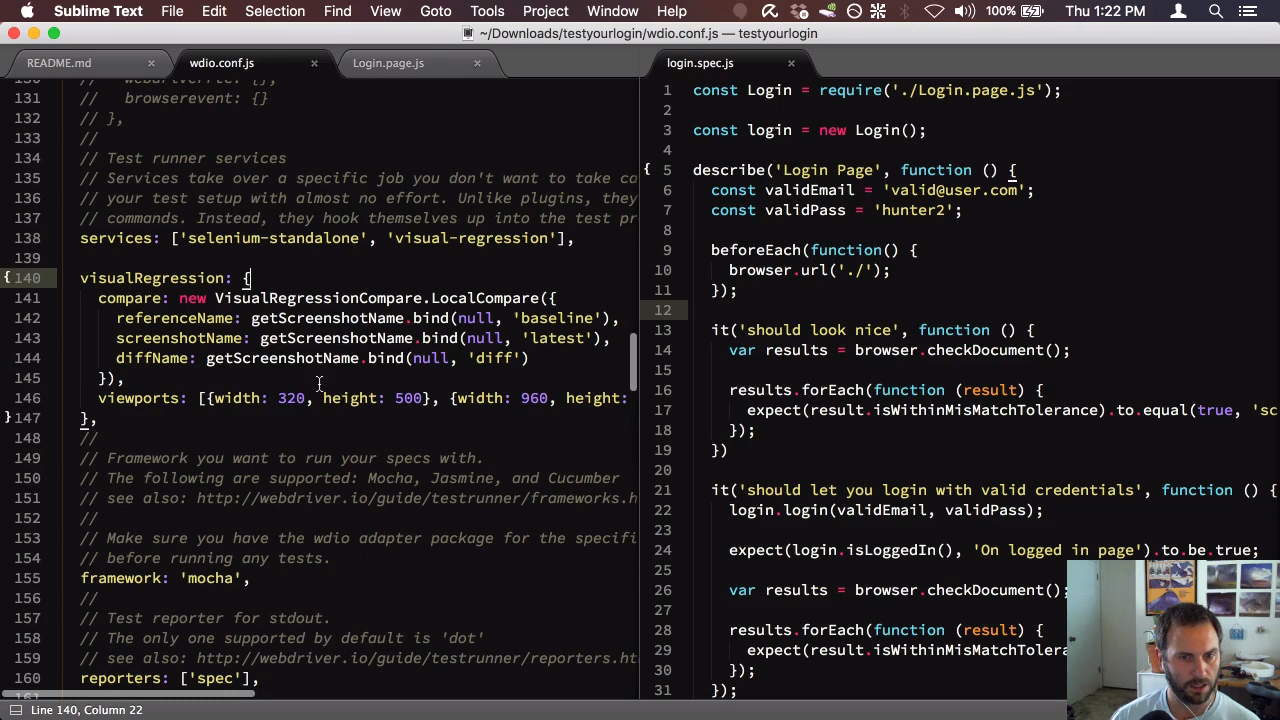 Sublime Text File Edit Selection Find View Goto Tools Project Window Help 100% Thu 1:22 PM
~/Downloads/testyourlogin/wdio.conf.js — testyourlogin
README.md × wdio.conf.js × Login.page.js × login.spec.js ×
131 //   browserevent: {}
132 // },
133 //
134 // Test runner services
135 // Services take over a specific job you don't want to take ca
136 // your test setup with almost no effort. Unlike plugins, they
137 // commands. Instead, they hook themselves up into the test pr
138 services: ['selenium-standalone', 'visual-regression'],
139
{ 140 visualRegression: {
141 compare: new VisualRegressionCompare.LocalCompare({
142 referenceName: getScreenshotName.bind(null, 'baseline'),
143 screenshotName: getScreenshotName.bind(null, 'latest'),
144 diffName: getScreenshotName.bind(null, 'diff')
145 }),
146 viewports: [{width: 320, height: 500}, {width: 960, height:
} 147 },
148 //
149 // Framework you want to run your specs with.
150 // The following are supported: Mocha, Jasmine, and Cucumber
151 // see also: http://webdriver.io/guide/testrunner/frameworks.h
152 //
153 // Make sure you have the wdio adapter package for the specifi
154 // before running any tests.
155 framework: 'mocha',
156 //
157 // Test reporter for stdout.
158 // The only one supported by default is 'dot'
159 // see also: http://webdriver.io/guide/testrunner/reporters.ht
160 reporters: ['spec'],
1 const Login = require('./Login.page.js');
2
3 const login = new Login();
4
{ 5 describe('Login Page', function () {
6 const validEmail = 'valid@user.com';
7 const validPass = 'hunter2';
8
9 beforeEach(function() {
10 browser.url('./');
11 });
12
13 it('should look nice', function () {
14 var results = browser.checkDocument();
15
16 results.forEach(function (result) {
17 expect(result.isWithinMisMatchTolerance).to.equal(true, 'sc
18 });
19 })
20
21 it('should let you login with valid credentials', function () {
22 login.login(validEmail, validPass);
23
24 expect(login.isLoggedIn(), 'On logged in page').to.be.true;
25
26 var results = browser.checkDocument();
27
28 results.forEach(function (result) {
29 expect(result.isWithinMisMatchTolera
30 });
31 });
Line 140, Column 22